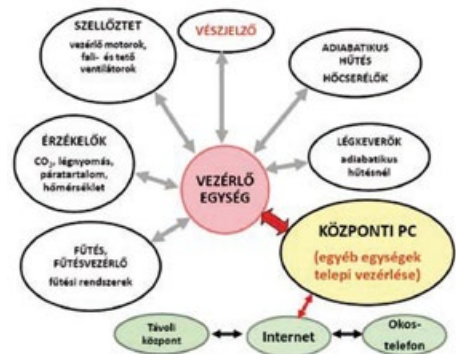 SZELLŐZTET
vezérlő motorok,
fali- és tető
ventilátorok
VÉSZJELZŐ
ADIABATIKUS
HŰTÉS
HŐCSERÉLŐK
ÉRZÉKELŐK
CO₂, légnyomás,
páratartalom,
hőmérséklet
VEZÉRLŐ
EGYSÉG
LÉGKEVERŐK
adiabatikus
hűtésnél
FŰTÉS,
FŰTÉSVEZÉRLŐ
fűtési rendszerek
KÖZPONTI PC
(egyéb egységek
telepi vezérlése)
Távoli
központ
Internet
Okos-
telefon